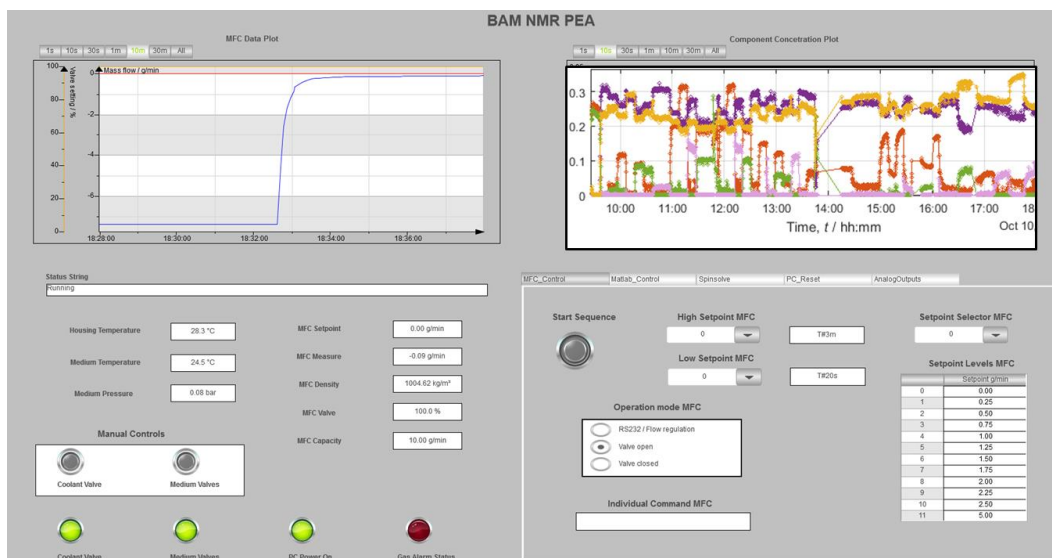 BAM NMR PEA
MFC Data Plot
1s 10s 30s 1m 10m 30m All
Mass flow / g/min
Valve setting / %
100
80
60
40
20
0
0
-2
-4
-6
18:28:00 18:30:00 18:32:00 18:34:00 18:36:00
Component Concetration Plot
1s 10s 30s 1m 10m 30m All
0.3
0.2
0.1
0
10:00 11:00 12:00 13:00 14:00 15:00 16:00 17:00 18
Time, t / hh:mm
Oct 10,
Status String
Running
Housing Temperature 28.3 °C
Medium Temperature 24.5 °C
Medium Pressure 0.08 bar
MFC Setpoint 0.00 g/min
MFC Measure -0.09 g/min
MFC Density 1004.62 kg/m³
MFC Valve 100.0 %
MFC Capacity 10.00 g/min
Manual Controls
Coolant Valve Medium Valves
Coolant Valve Medium Valves PC Power On Gas Alarm Status
MFC_Control Matlab_Control Spinsolve PC_Reset AnalogOutputs
Start Sequence
High Setpoint MFC
0 T#3m
Low Setpoint MFC
0 T#20s
Setpoint Selector MFC
0
Operation mode MFC
RS232 / Flow regulation
Valve open
Valve closed
Individual Command MFC
Setpoint Levels MFC
Setpoint g/min
0 0.00
1 0.25
2 0.50
3 0.75
4 1.00
5 1.25
6 1.50
7 1.75
8 2.00
9 2.25
10 2.50
11 5.00